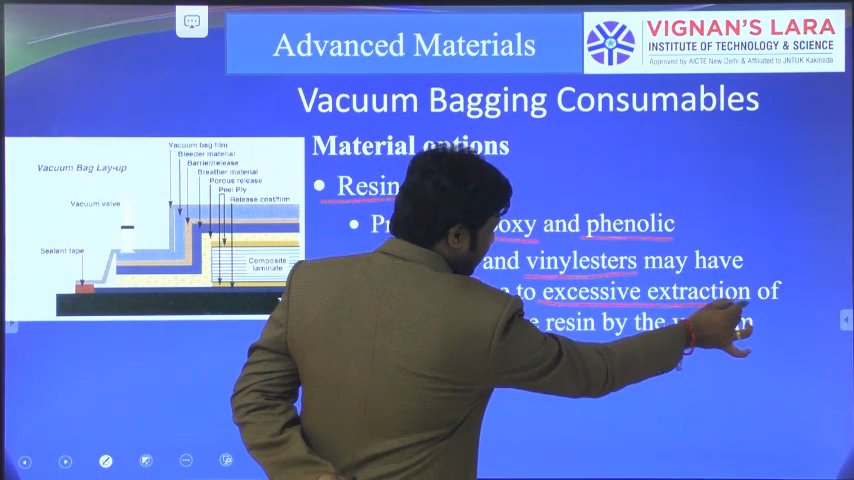 Advanced Materials
VIGNAN'S LARA
INSTITUTE OF TECHNOLOGY & SCIENCE
Approved by AICTE New Delhi & Affiliated to JNTUK Kakinada
Vacuum Bagging Consumables
Material options
Vacuum Bag Lay-up
Vacuum bag film
Bleeder material
Barrier/release
Breather material
Porous release
Peel Ply
Release coat/film
Vacuum valve
Sealant tape
Composite
laminate
• Resin
• and phenolic
and vinylesters may have
to excessive extraction of
resin by the